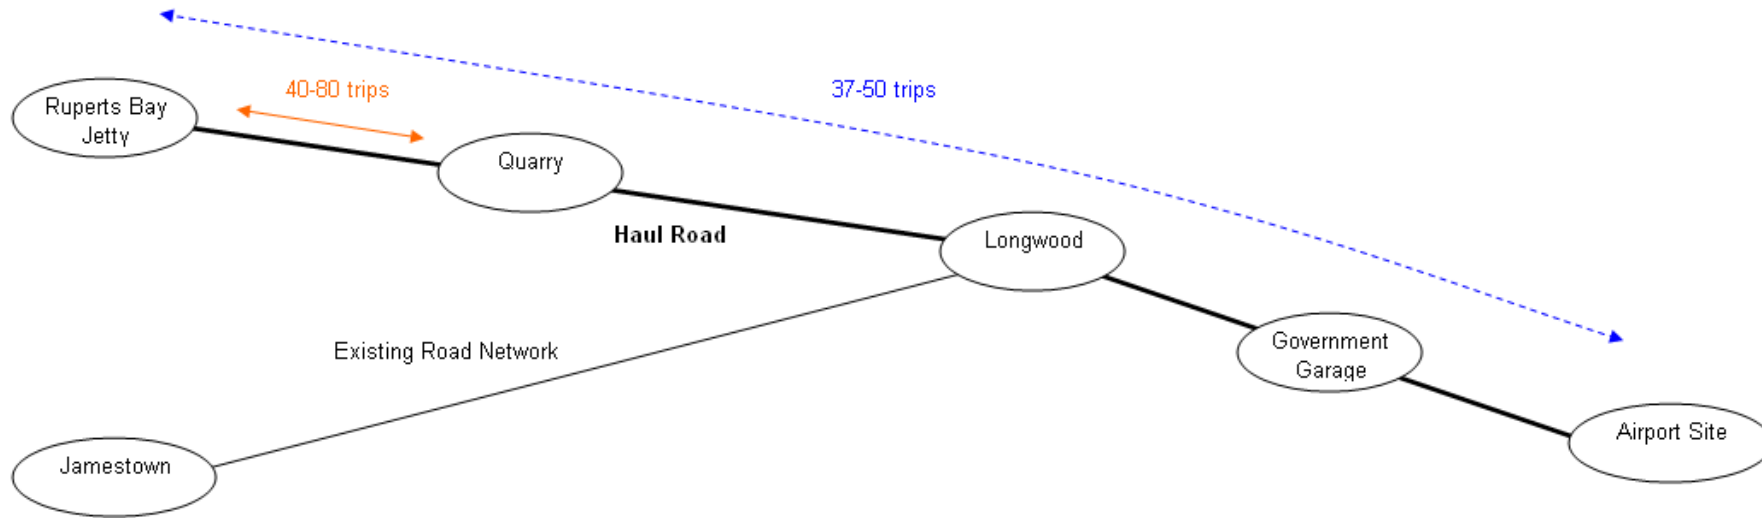 40-80 trips
37-50 trips
Ruperts Bay
Jetty
Quarry
Haul Road
Longwood
Existing Road Network
Government
Garage
Airport Site
Jamestown